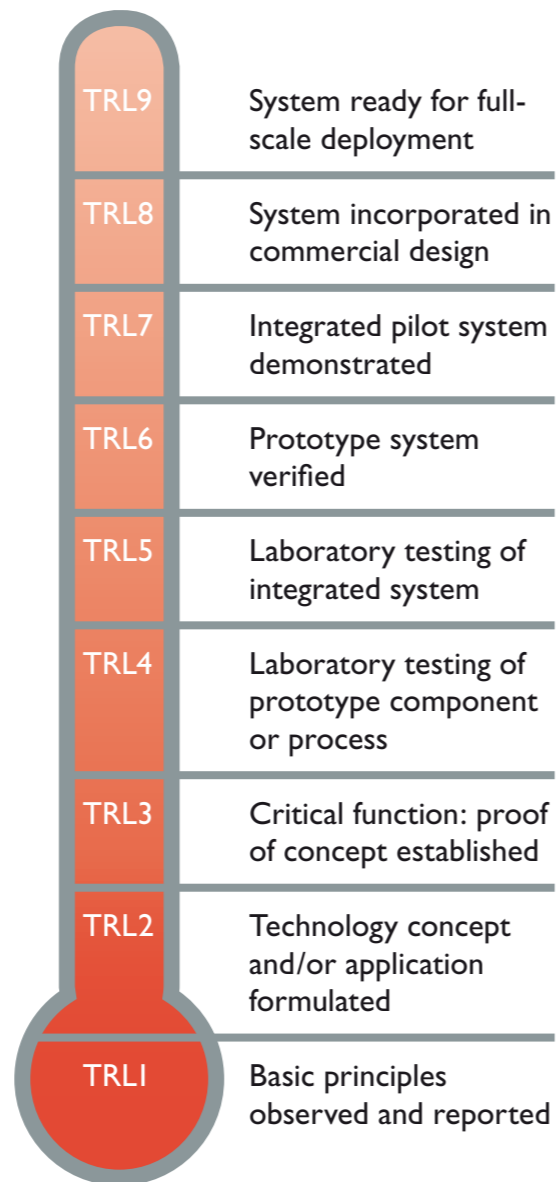 TRL9
System ready for full-
scale deployment
TRL8
System incorporated in
commercial design
TRL7
Integrated pilot system
demonstrated
TRL6
Prototype system
verified
TRL5
Laboratory testing of
integrated system
TRL4
Laboratory testing of
prototype component
or process
TRL3
Critical function: proof
of concept established
TRL2
Technology concept
and/or application
formulated
TRL1
Basic principles
observed and reported